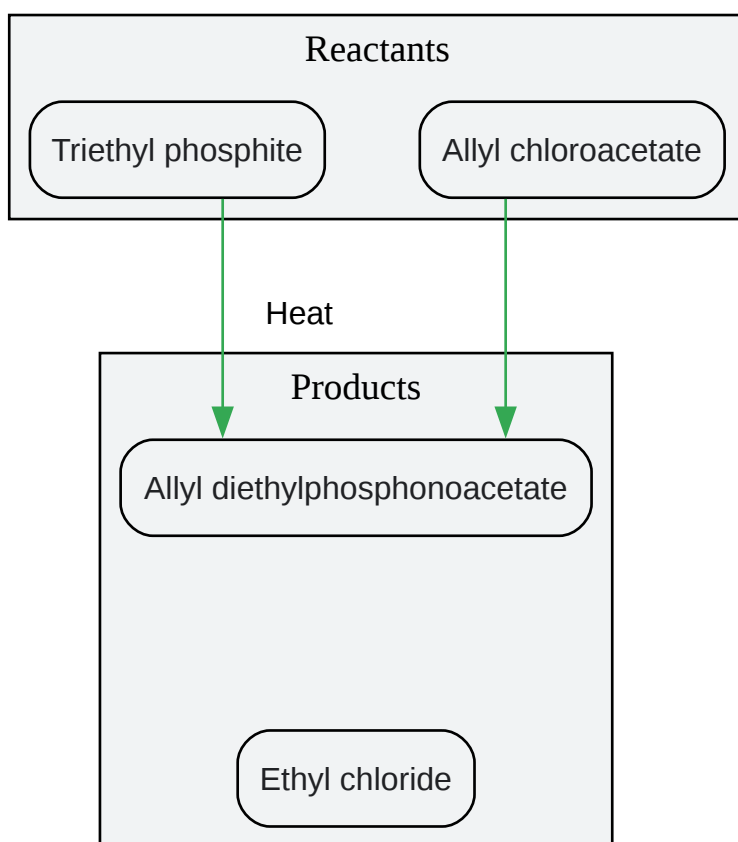 Reactants
Triethyl phosphite
Allyl chloroacetate
Heat
Products
Allyl diethylphosphonoacetate
Ethyl chloride